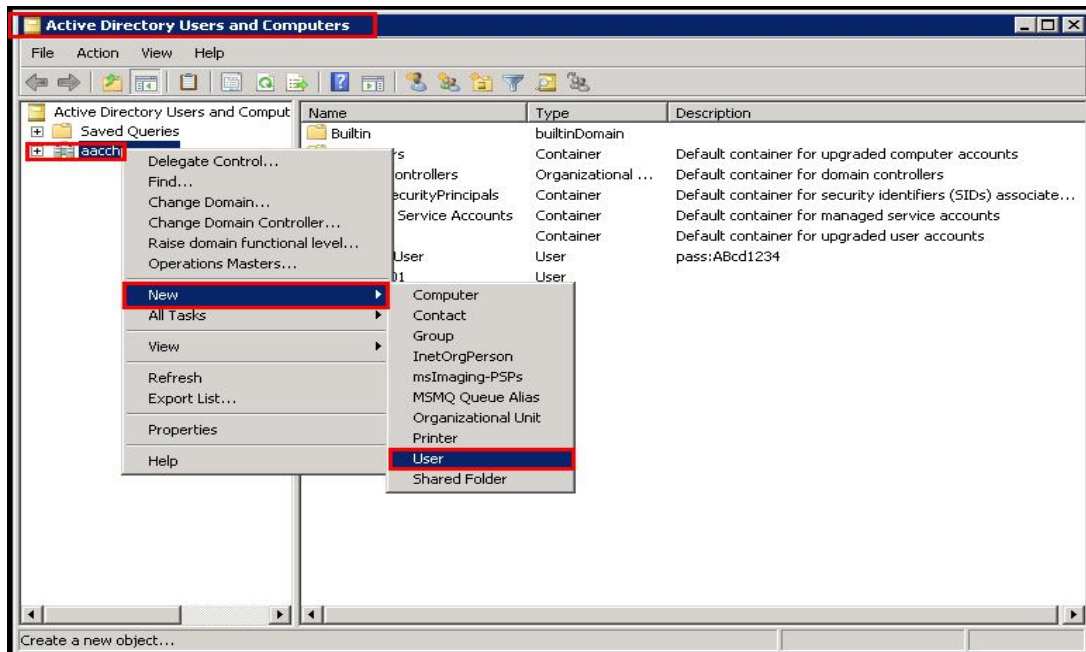 Active Directory Users and Computers
File Action View Help
Active Directory Users and Comput
Saved Queries
aacch
Name Type Description
Builtin builtinDomain
rs Container Default container for upgraded computer accounts
ontrollers Organizational ... Default container for domain controllers
ecurityPrincipals Container Default container for security identifiers (SIDs) associate...
Service Accounts Container Default container for managed service accounts
Container Default container for upgraded user accounts
User User pass:ABcd1234
01 User
Delegate Control...
Find...
Change Domain...
Change Domain Controller...
Raise domain functional level...
Operations Masters...
New
All Tasks
View
Refresh
Export List...
Properties
Help
Computer
Contact
Group
InetOrgPerson
msImaging-PSPs
MSMQ Queue Alias
Organizational Unit
Printer
User
Shared Folder
Create a new object...